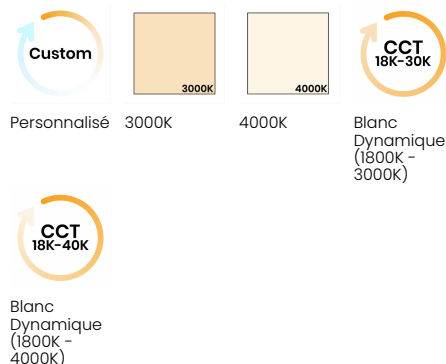 Custom
3000K
4000K
CCT
18K-30K
Personnalisé
3000K
4000K
Blanc
Dynamique
(1800K -
3000K)
CCT
18K-40K
Blanc
Dynamique
(1800K -
4000K)